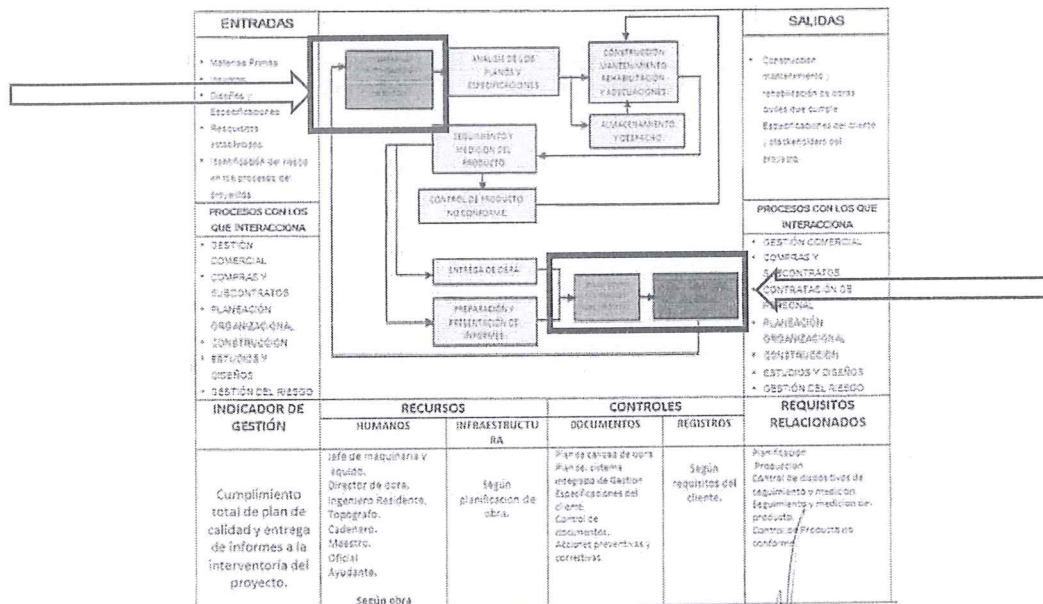 ENTRADAS
• Materias Primas
• Insumos
• Diseños y
Especificaciones
• Requisitos
establecidos
• Identificación del riesgo
en los procesos de
proyectos
PROCESOS CON LOS
QUE INTERACCIONA
• GESTIÓN
COMERCIAL
• COMPRAS Y
SUBCONTRATOS
• PLANEACIÓN
ORGANIZACIONAL
• CONSTRUCCION
• ESTUDIOS Y
DISEÑOS
• GESTIÓN DEL RIESGO
ANALISIS DE LOS
PLANOS Y
ESPECIFICACIONES
CONSTRUCCION
MANTENIMIENTO
REHABILITACION
Y ADECUACIONES
ALMACENAMIENTO
Y DESPACHO
SEGUIMIENTO Y
MEDICION DEL
PRODUCTO
CONTROL DE PRODUCTO
NO CONFORME
ENTREGA DE OBRA
PREPARACIÓN Y
PRESENTACIÓN DE
INFORMES
SALIDAS
• Construcción
mantenimiento y
rehabilitación de obras
civiles que cumple
Especificaciones del cliente
y stakeholders del
proyecto
PROCESOS CON LOS QUE
INTERACCIONA
• GESTIÓN COMERCIAL
• COMPRAS Y
SUBCONTRATOS
CONTRATACIÓN DE
PERSONAL
• PLANEACIÓN
ORGANIZACIONAL
• CONSTRUCCION
• ESTUDIOS Y DISEÑOS
• GESTIÓN DEL RIESGO
INDICADOR DE
GESTIÓN
RECURSOS
CONTROLES
REQUISITOS
RELACIONADOS
HUMANOS
INFRAESTRUCTU
RA
DOCUMENTOS
REGISTROS
Cumplimiento
total de plan de
calidad y entrega
de informes a la
interventoría del
proyecto.
Jefe de maquinaria y
equipo.
Director de obra,
Ingeniero Residente,
Topografo.
Cadenero.
Maestro.
Oficial
Ayudante.
Según obra
Según
planificacion de
obra.
Plan de calidad de obra
Plan del sistema
integrado de Gestion
Especificaciones del
cliente.
Control de
documentos.
Acciones preventivas y
correctivas.
Según
requisitos del
cliente.
Planificación
Producción
Control de dispositivos de
seguimiento y medicion.
Seguimiento y medicion del
producto.
Control de Producto no
conforme